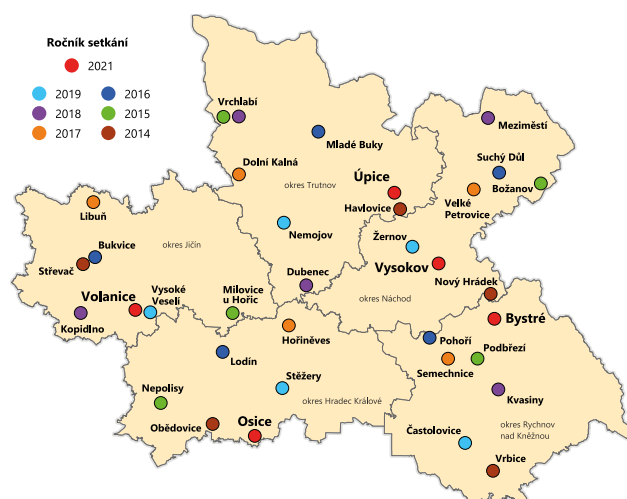 Ročník setkání
2021
2019
2016
2018
2015
2017
2014
Vrchlabí
Mladé Buky
Meziměstí
Suchý Důl
Dolní Kalná
Úpice
Božanov
okres Trutnov
Velké
Petrovice
Havlovice
Libuň
Nemojov
Žernov
okres Jičín
Bukvice
Střevač
Vysokov
Dubenec
Nový Hrádek
Volanice
Vysoké
Veselí
Milovice
u Hořic
okres Náchod
Kopidlno
Bystré
Hořiněves
Pohoří
Podbřezí
Lodín
Semechnice
Stěžery
Nepolisy
okres Hradec Králové
Kvasiny
Obědovice
Osice
okres Rychnov
nad Kněžnou
Častolovice
Vrbice